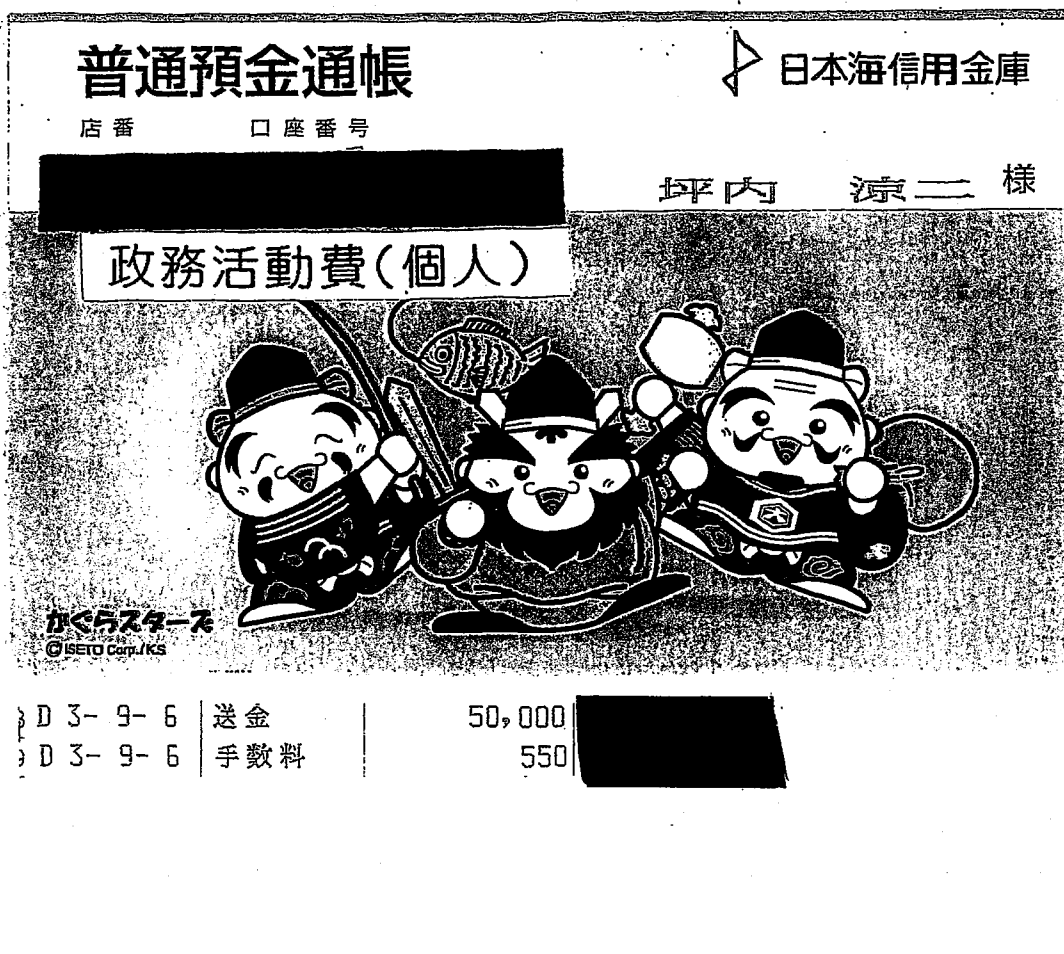 普通預金通帳
日本海信用金庫
店番 口座番号
坪内 涼二 様
政務活動費(個人)
かぐらスターズ
©ISETO Corp./KS
D 3- 9- 6 送金 50,000
D 3- 9- 6 手数料 550